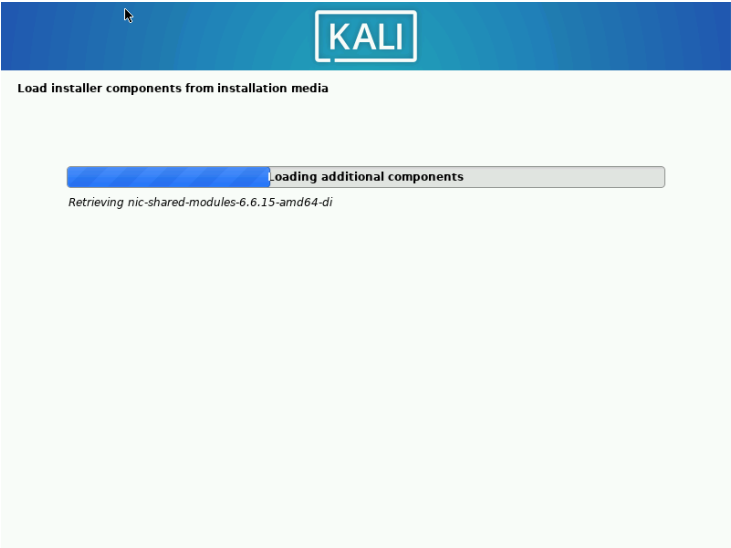 KALI
Load installer components from installation media
Loading additional components
Retrieving nic-shared-modules-6.6.15-amd64-di